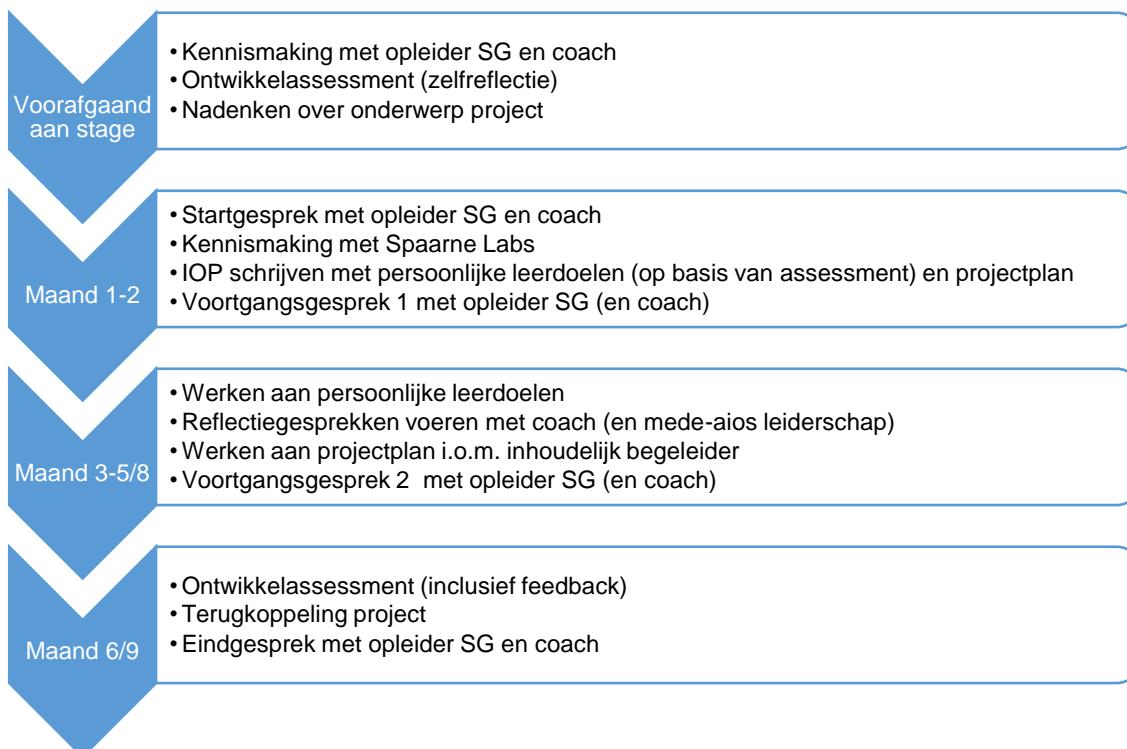 Voorafgaand
aan stage
• Kennismaking met opleider SG en coach
• Ontwikkelassessment (zelfreflectie)
• Nadenken over onderwerp project
Maand 1-2
• Startgesprek met opleider SG en coach
• Kennismaking met Spaarne Labs
• IOP schrijven met persoonlijke leerdoelen (op basis van assessment) en projectplan
• Voortgangsgesprek 1 met opleider SG (en coach)
Maand 3-5/8
• Werken aan persoonlijke leerdoelen
• Reflectiegesprekken voeren met coach (en mede-aios leiderschap)
• Werken aan projectplan i.o.m. inhoudelijk begeleider
• Voortgangsgesprek 2  met opleider SG (en coach)
Maand 6/9
• Ontwikkelassessment (inclusief feedback)
• Terugkoppeling project
• Eindgesprek met opleider SG en coach